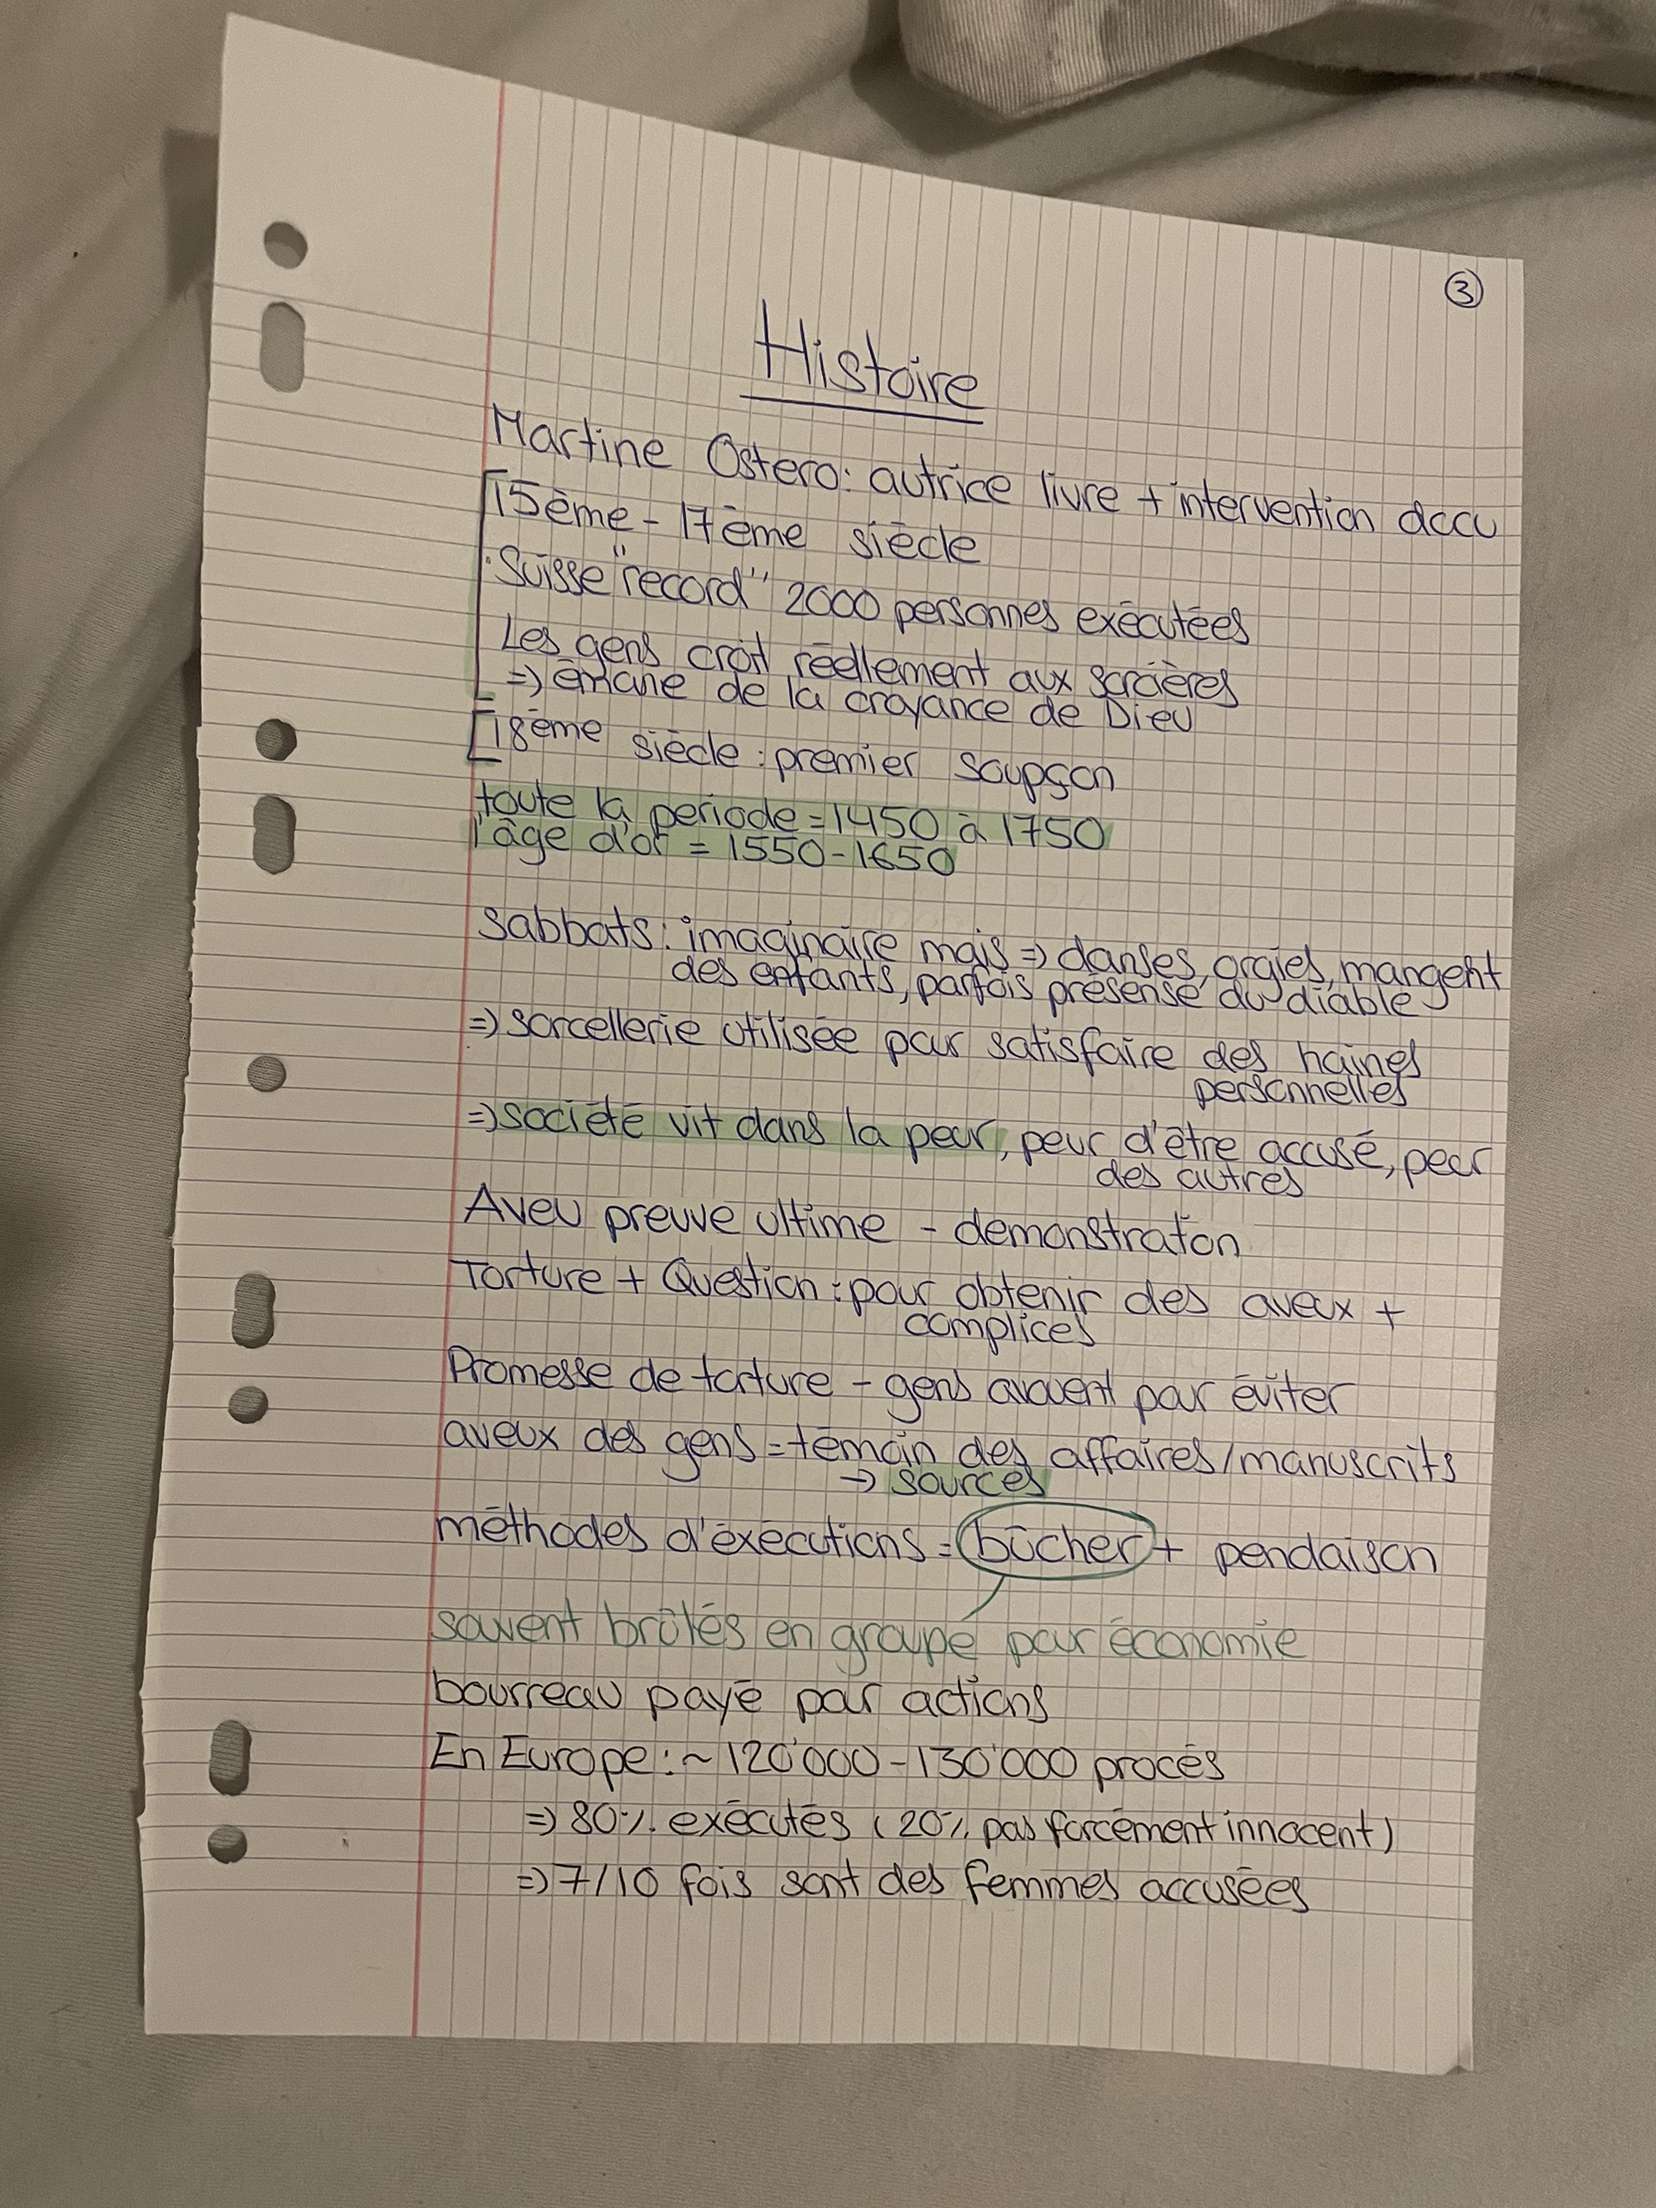 3
Histoire
Martine Ostero: autrice livre + intervention docu
15ème - 17ème siècle
Suisse "record" 2000 personnes exécutées
Les gens croit réellement aux sorcières
=> émane de la croyance de Dieu
18ème siècle : premier soupçon
toute la période = 1450 à 1750
l'âge d'or = 1550-1650
Sabbats : imaginaire mais => danses, orgies, mangent
des enfants, parfois présense du diable
=> sorcellerie utilisée pour satisfaire des haines
personnelles
=> société vit dans la peur, peur d'être accusé, peur
des autres
Aveu preuve ultime - démonstraton
Torture + Question : pour obtenir des aveux +
complices
Promesse de torture - gens avouent pour éviter
aveux des gens = témoin des affaires/manuscrits
→ sources
méthodes d'éxécutions = bûcher + pendaison
souvent brûlés en groupe pour économie
bourreau payé par actions
En Europe : ~ 120'000 - 130'000 procès
=> 80% exécutés (20% pas forcément innocent)
=> 7/10 fois sont des femmes accusées